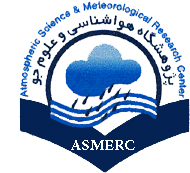 Atmospheric Science & Meteorological Research Center
پژوهشگاه هواشناسی و علوم جو
ASMERC